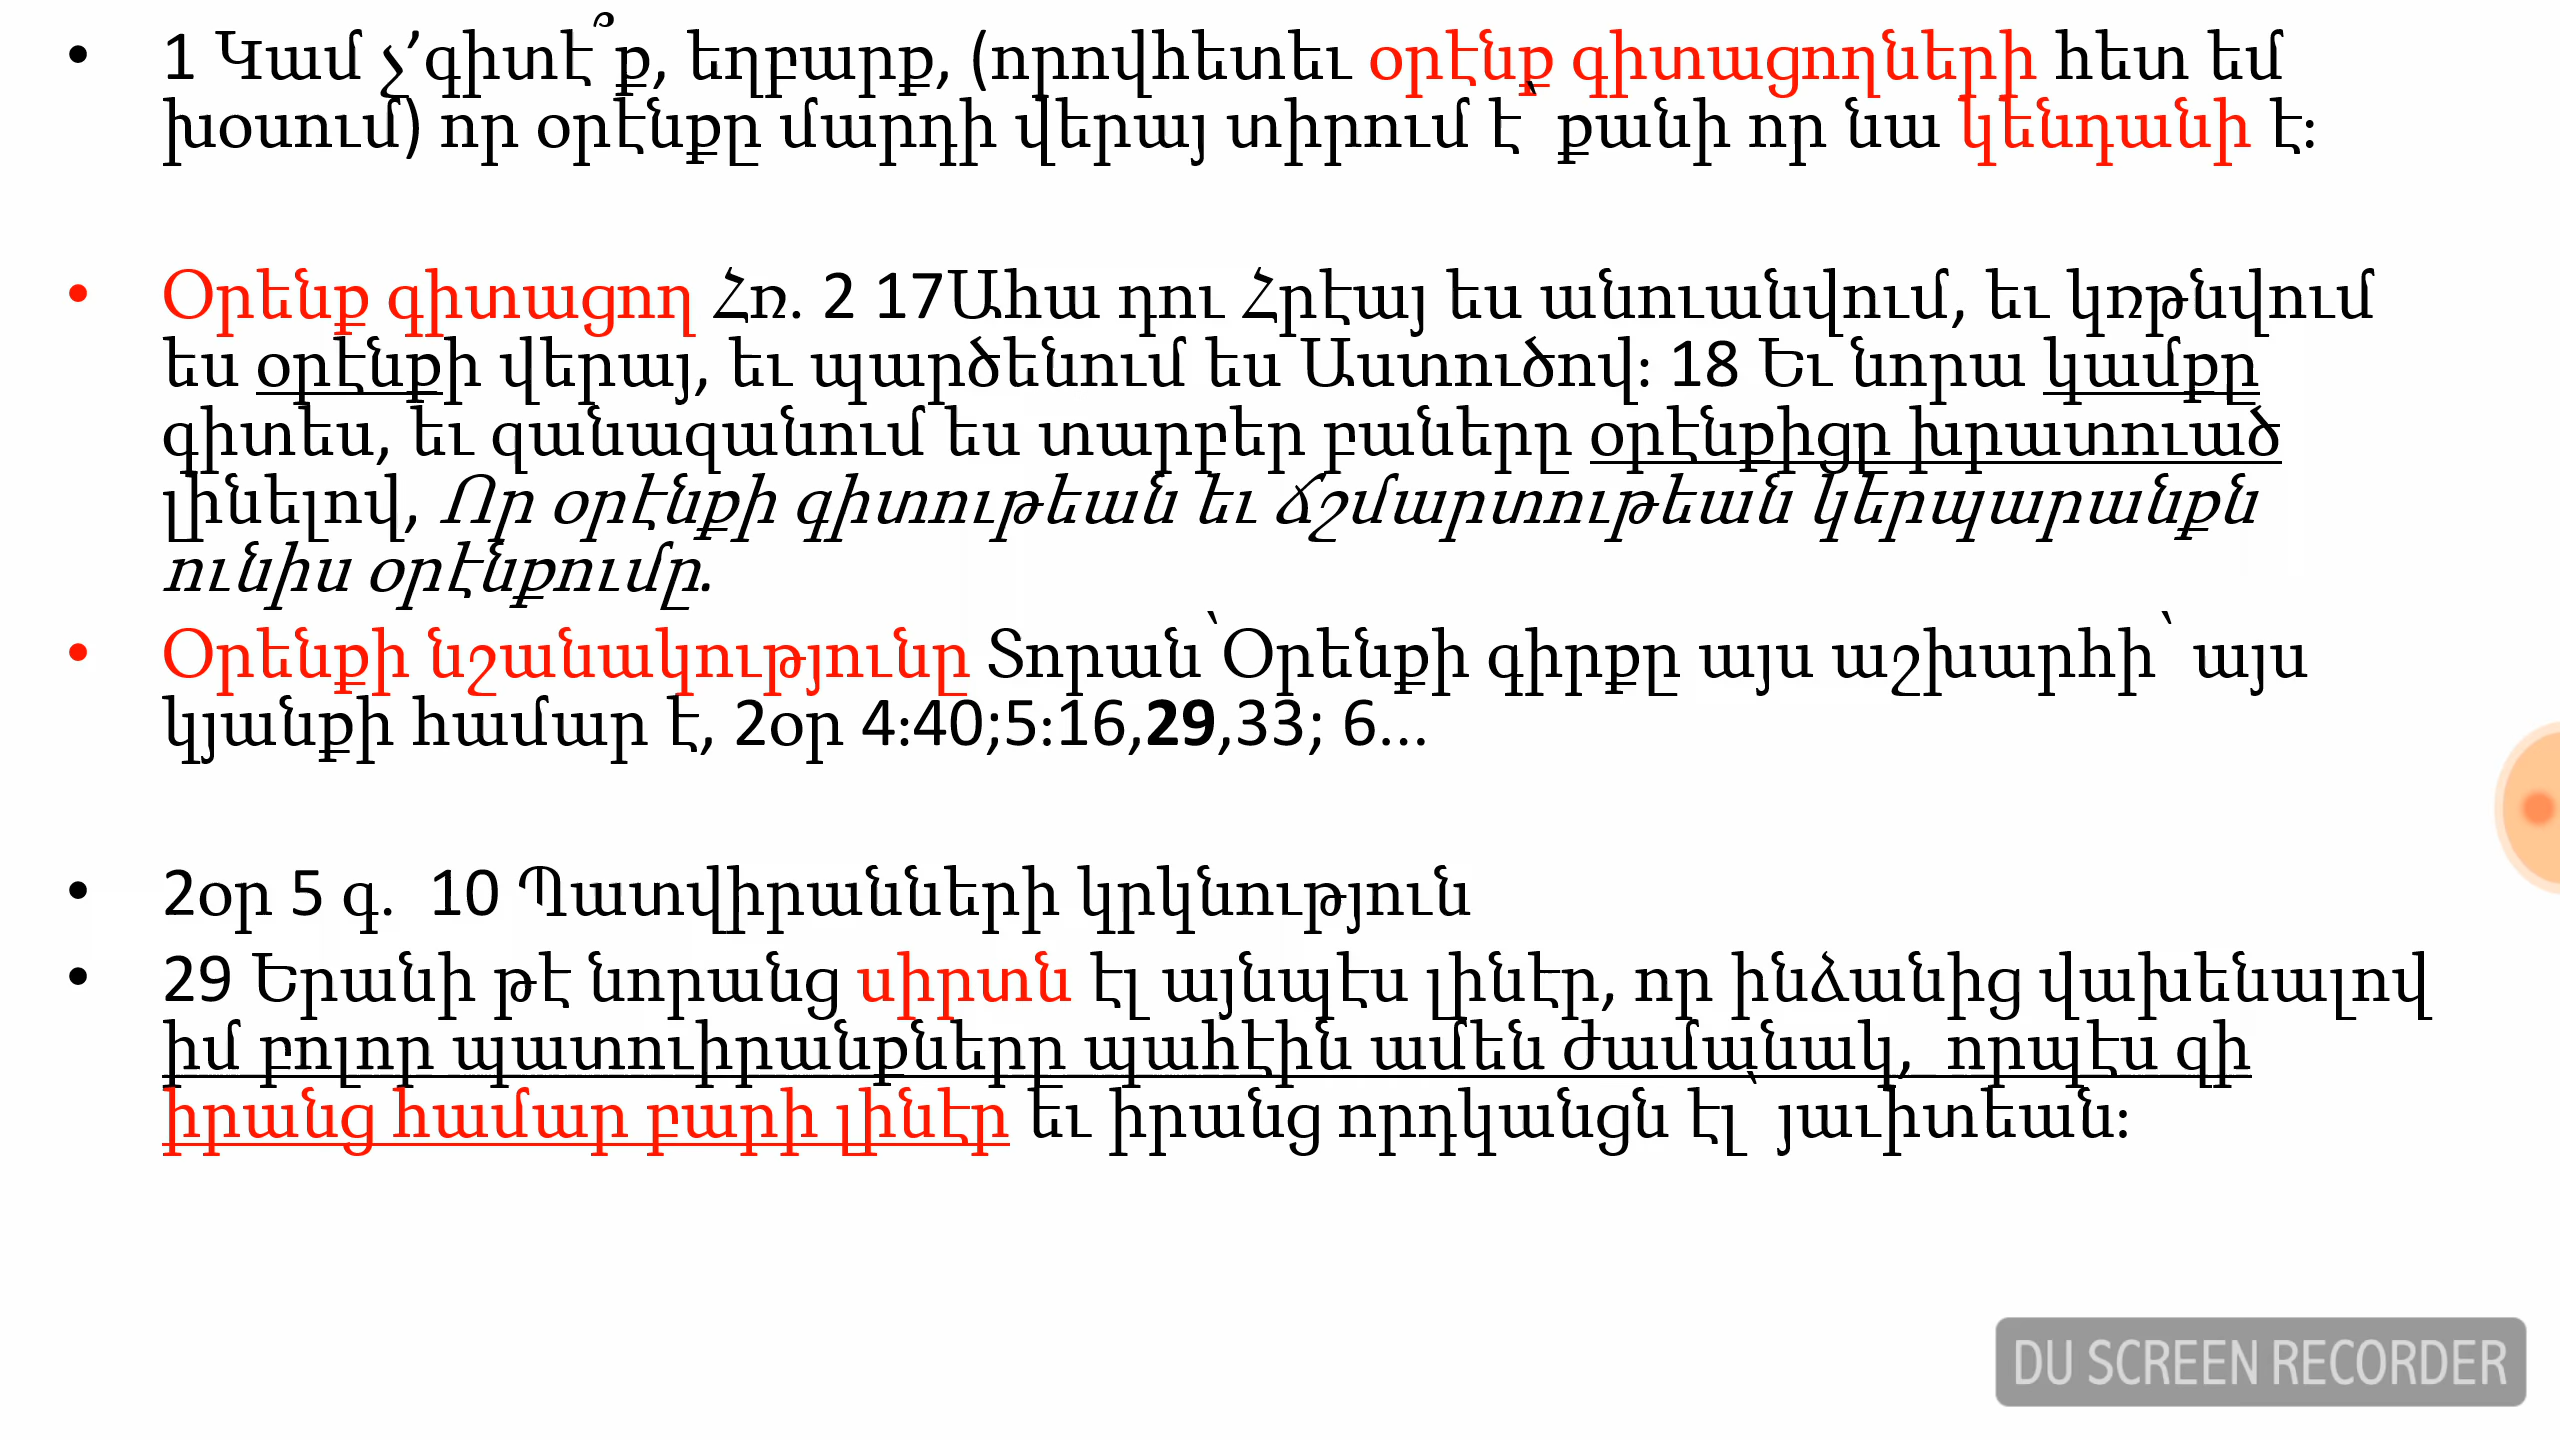 • 1 Կամ չ’գիտէ՞ք, եղբարք, (որովհետեւ օրէնք գիտացողների հետ եմ
խօսում) որ օրէնքը մարդի վերայ տիրում է՝ քանի որ նա կենդանի է։
• Օրենք գիտացող Հռ. 2 17Ահա դու Հրէայ ես անուանվում, եւ կռթնվում
ես օրէնքի վերայ, եւ պարծենում ես Աստուծով։ 18 Եւ նորա կամքը
գիտես, եւ զանազանում ես տարբեր բաները օրէնքիցը խրատուած
լինելով, Որ օրէնքի գիտութեան եւ ճշմարտութեան կերպարանքն
ունիս օրէնքումը.
• Օրենքի նշանակությունը Տորան՝Օրենքի գիրքը այս աշխարհի՝ այս
կյանքի համար է, 2օր 4:40;5:16,29,33; 6...
• 2օր 5 գ. 10 Պատվիրանների կրկնություն
• 29 Երանի թէ նորանց սիրտն էլ այնպէս լինէր, որ ինձանից վախենալով
իմ բոլոր պատուիրանքները պահէին ամեն ժամանակ, որպէս զի
իրանց համար բարի լինէր եւ իրանց որդկանցն էլ՝ յաւիտեան։
DU SCREEN RECORDER